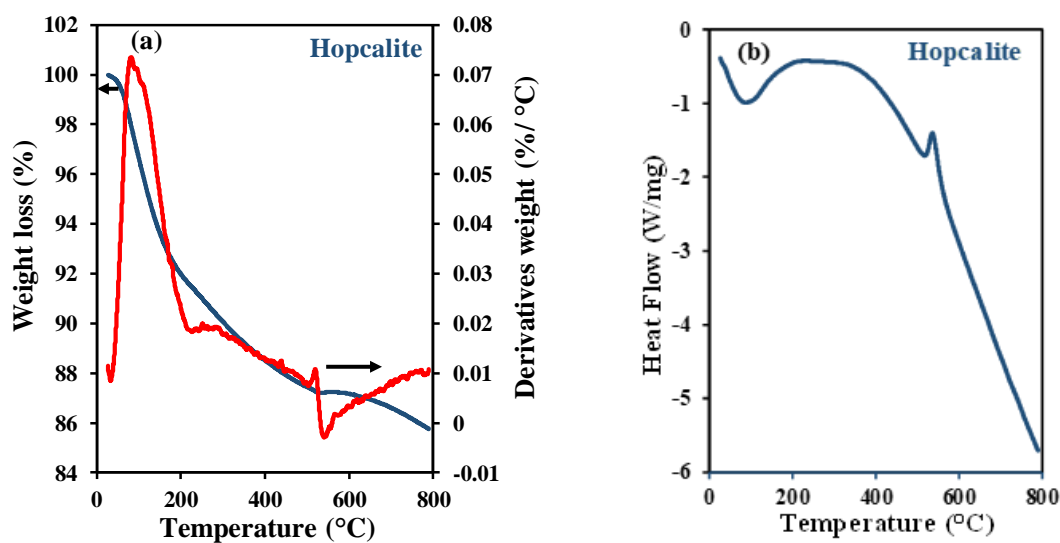 (a)
Hopcalite
102
100
98
96
94
92
90
88
86
84
Weight loss (%)
0.08
0.07
0.06
0.05
0.04
0.03
0.02
0.01
0
-0.01
Derivatives weight (%/ °C)
0 200 400 600 800
Temperature (°C)
(b)
Hopcalite
0
-1
-2
-3
-4
-5
-6
Heat Flow (W/mg)
0 200 400 600 800
Temperature (°C)